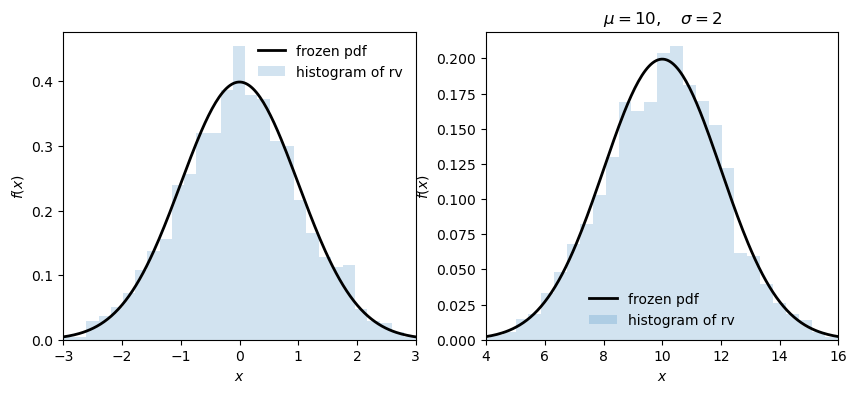 μ = 10,   σ = 2
frozen pdf
histogram of rv
0.4
0.3
0.2
0.1
0.0
f(x)
−3 −2 −1 0 1 2 3
x
0.200
0.175
0.150
0.125
0.100
0.075
0.050
0.025
0.000
f(x)
frozen pdf
histogram of rv
4 6 8 10 12 14 16
x